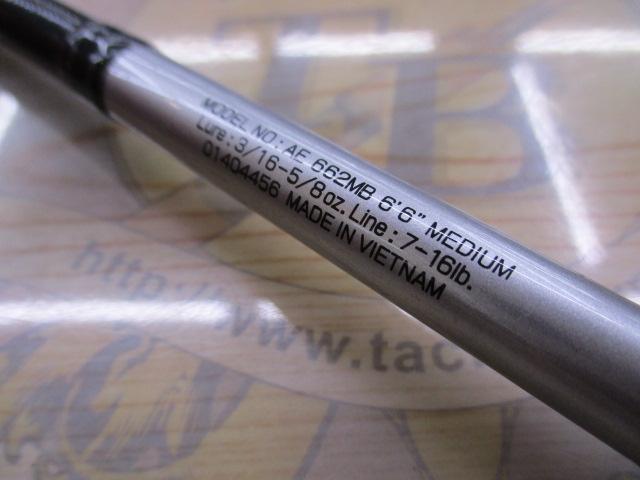 MODEL NO.: AE 662MB 6'6" MEDIUM
Lure : 3/16-5/8oz. Line : 7-16lb.
01404456 MADE IN VIETNAM
TB
http://
//www.tac